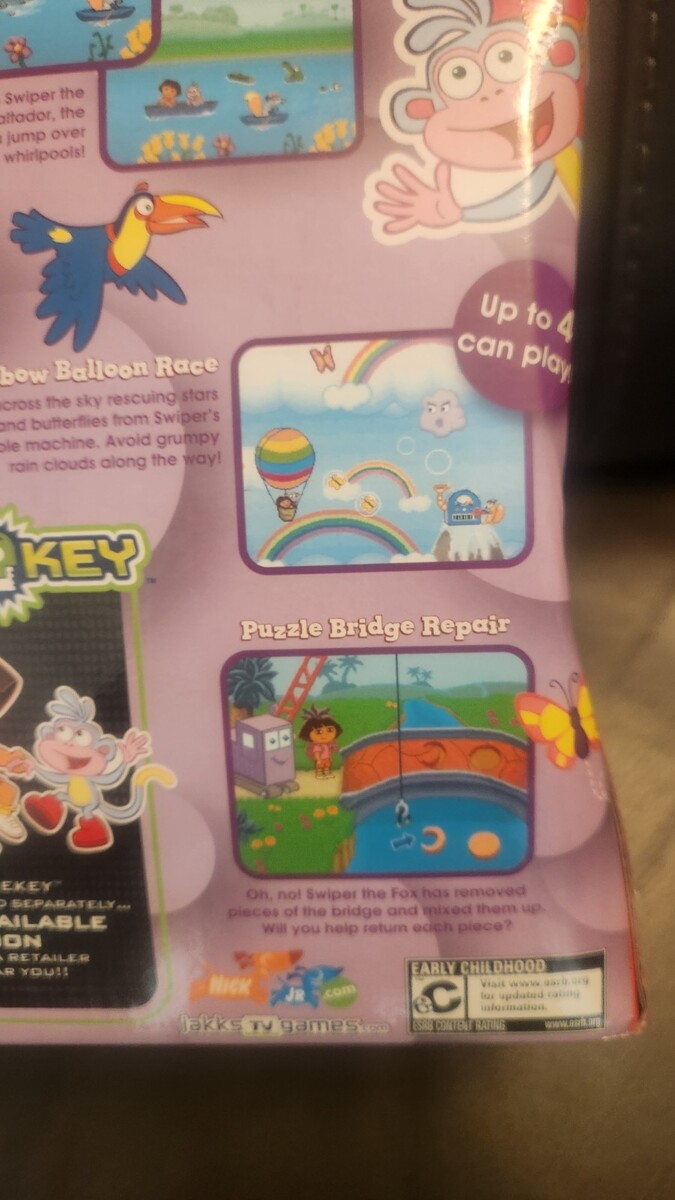 Swiper the
altador, the
jump over
whirlpools!
Up to 4
can play!
bow Balloon Race
across the sky rescuing stars
and butterflies from Swiper's
ble machine. Avoid grumpy
rain clouds along the way!
KEY™
Puzzle Bridge Repair
Oh, no! Swiper the Fox has removed
pieces of the bridge and mixed them up.
Will you help return each piece?
EKEY™
D SEPARATELY...
AILABLE
OON
A RETAILER
AR YOU!!
NICK JR .com
jakks TV games.com
EARLY CHILDHOOD
eC
Visit www.esrb.org
for updated rating
information.
ESRB CONTENT RATING www.esrb.org